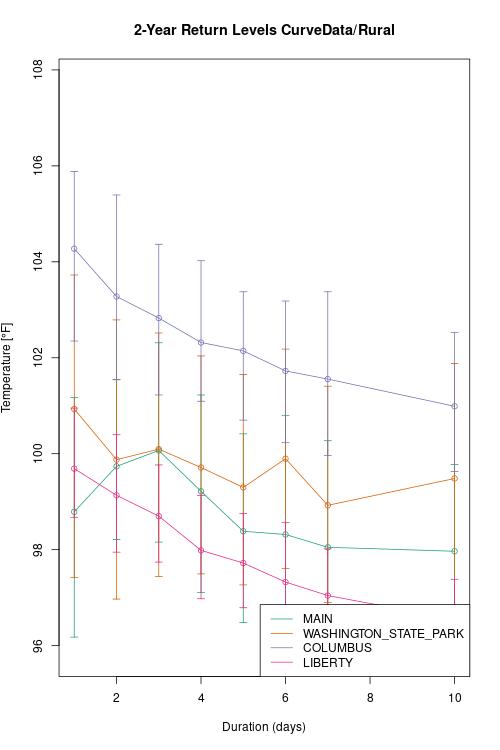 2-Year Return Levels CurveData/Rural
108
106
104
102
100
98
96
Temperature [°F]
MAIN
WASHINGTON_STATE_PARK
COLUMBUS
LIBERTY
2
4
6
8
10
Duration (days)